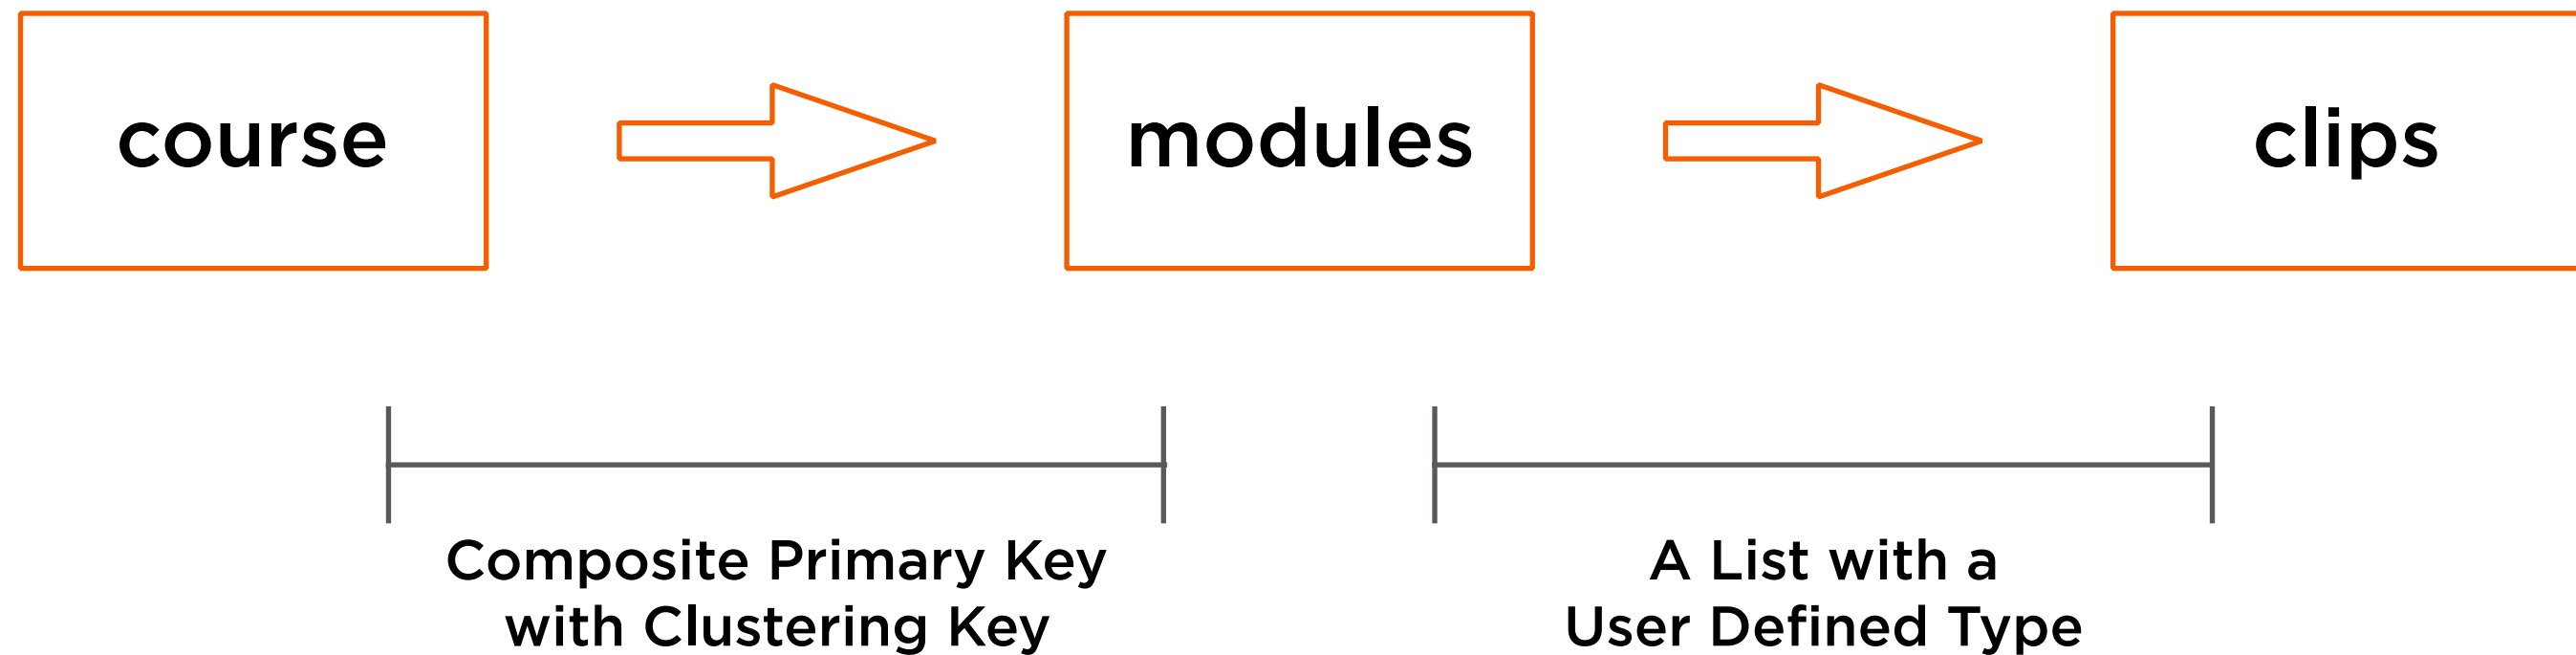 course
modules
clips
Composite Primary Key
with Clustering Key
A List with a
User Defined Type